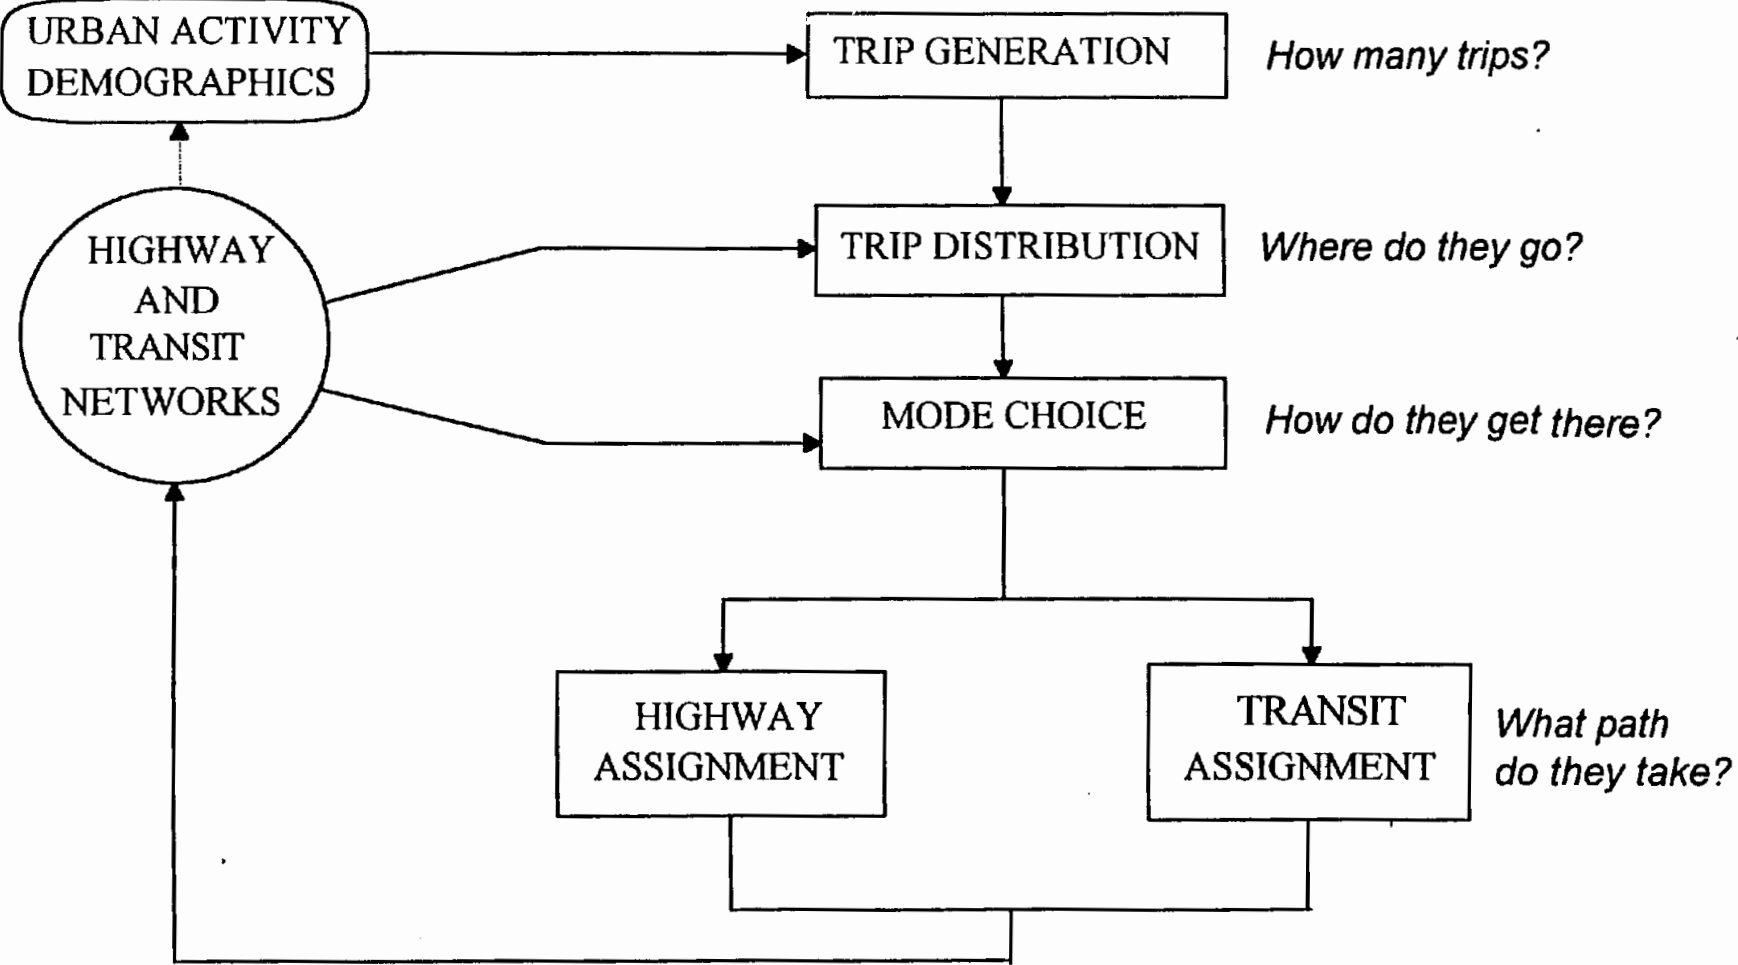 URBAN ACTIVITY
DEMOGRAPHICS
TRIP GENERATION
How many trips?
HIGHWAY
AND
TRANSIT
NETWORKS
TRIP DISTRIBUTION
Where do they go?
MODE CHOICE
How do they get there?
HIGHWAY
ASSIGNMENT
TRANSIT
ASSIGNMENT
What path
do they take?